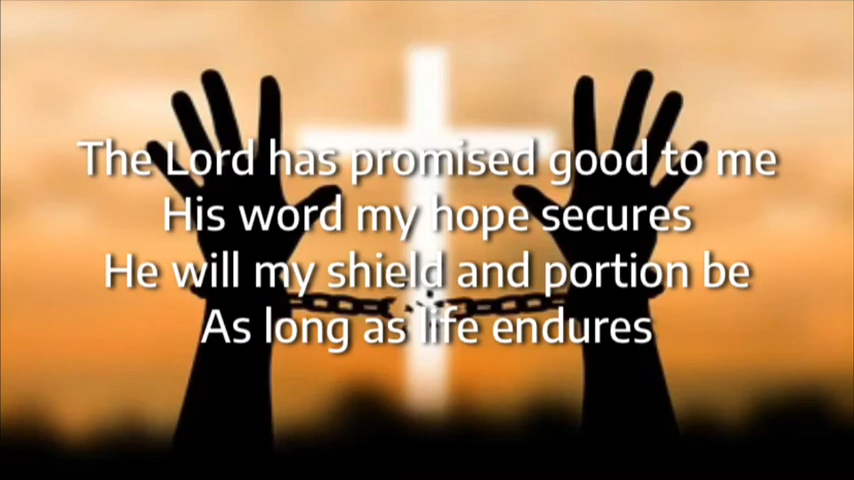 The Lord has promised good to me
His word my hope secures
He will my shield and portion be
As long as life endures